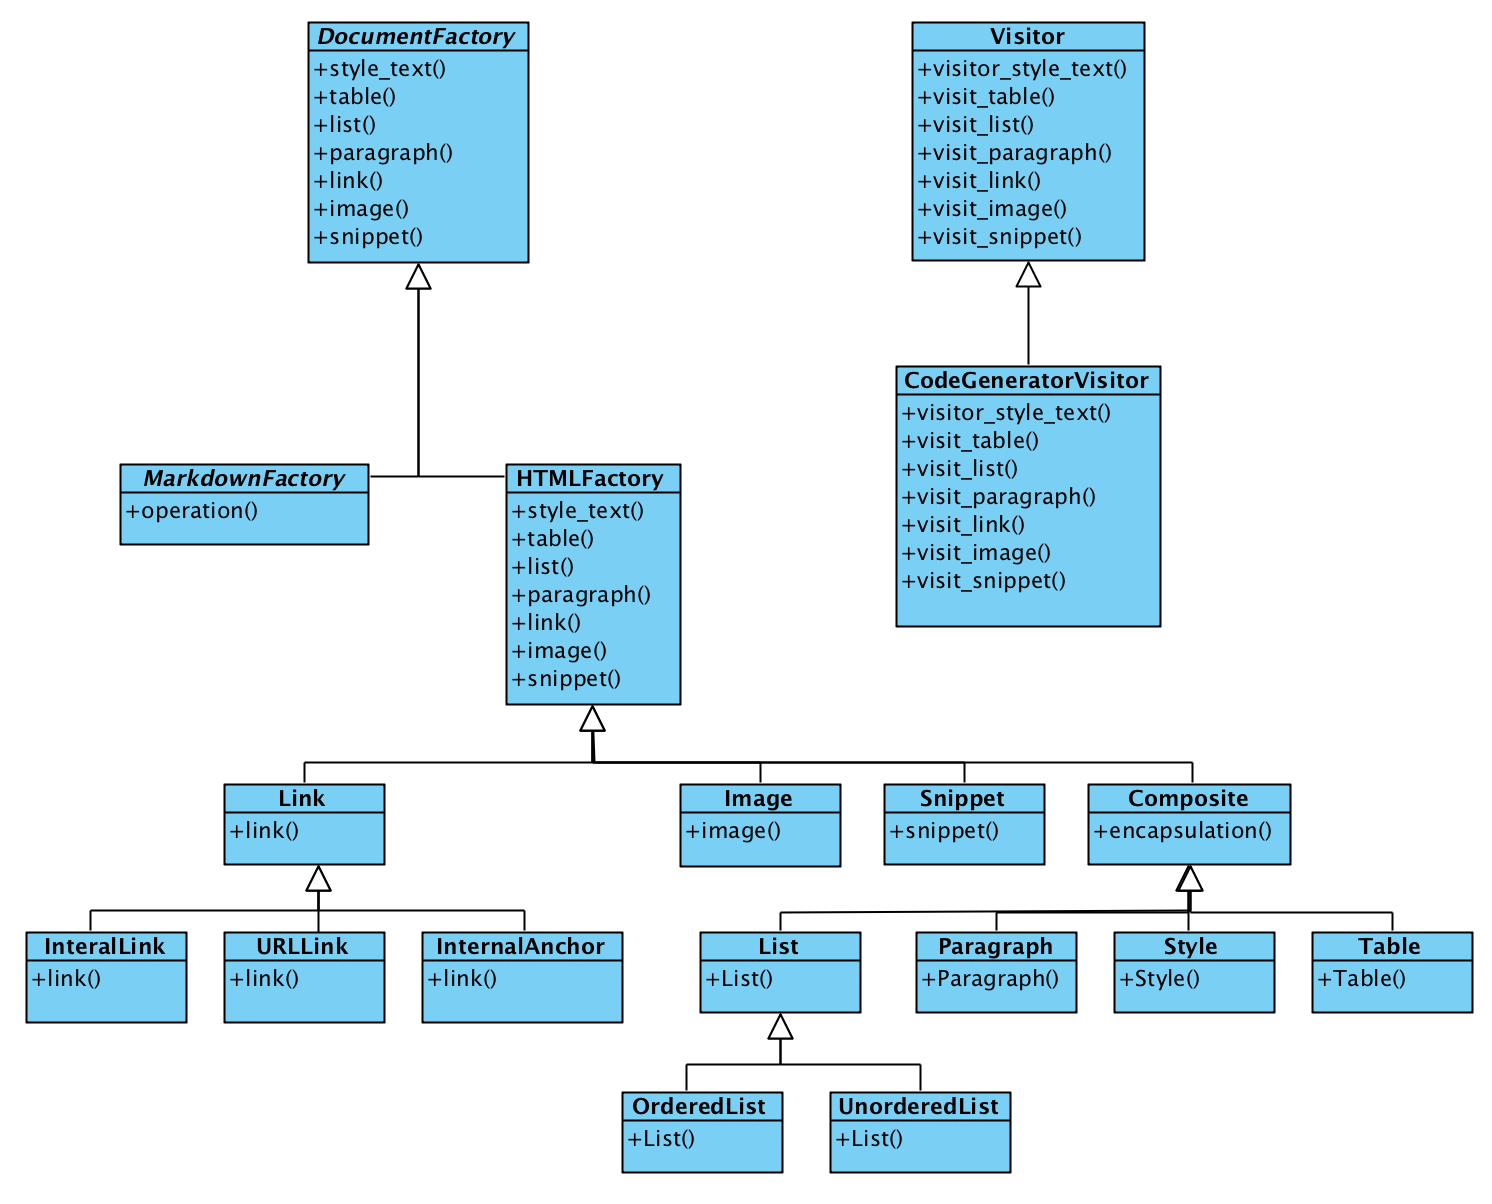 DocumentFactory
+style_text()
+table()
+list()
+paragraph()
+link()
+image()
+snippet()
Visitor
+visitor_style_text()
+visit_table()
+visit_list()
+visit_paragraph()
+visit_link()
+visit_image()
+visit_snippet()
CodeGeneratorVisitor
+visitor_style_text()
+visit_table()
+visit_list()
+visit_paragraph()
+visit_link()
+visit_image()
+visit_snippet()
MarkdownFactory
+operation()
HTMLFactory
+style_text()
+table()
+list()
+paragraph()
+link()
+image()
+snippet()
Link
+link()
Image
+image()
Snippet
+snippet()
Composite
+encapsulation()
InteralLink
+link()
URLLink
+link()
InternalAnchor
+link()
List
+List()
Paragraph
+Paragraph()
Style
+Style()
Table
+Table()
OrderedList
+List()
UnorderedList
+List()